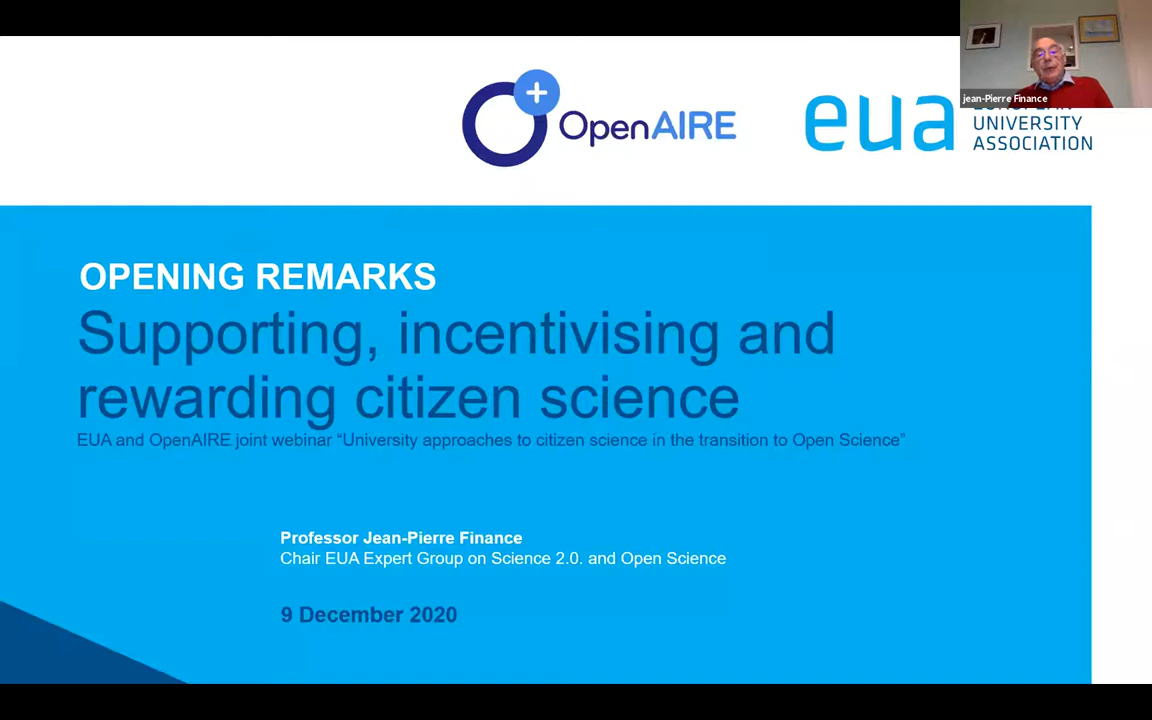 OpenAIRE
eua
UNIVERSITY
ASSOCIATION
jean-Pierre Finance
OPENING REMARKS
Supporting, incentivising and
rewarding citizen science
EUA and OpenAIRE joint webinar “University approaches to citizen science in the transition to Open Science”
Professor Jean-Pierre Finance
Chair EUA Expert Group on Science 2.0. and Open Science
9 December 2020